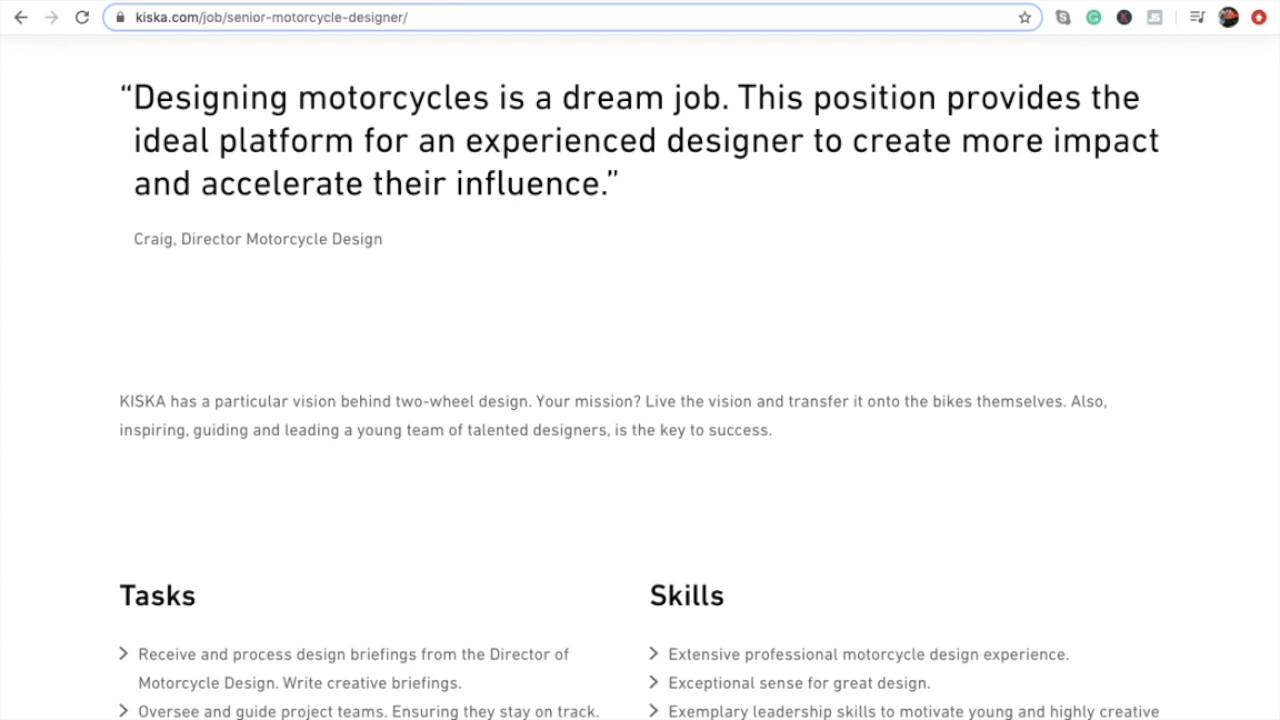 kiska.com/job/senior-motorcycle-designer/
“Designing motorcycles is a dream job. This position provides the
ideal platform for an experienced designer to create more impact
and accelerate their influence.”
Craig, Director Motorcycle Design
KISKA has a particular vision behind two-wheel design. Your mission? Live the vision and transfer it onto the bikes themselves. Also,
inspiring, guiding and leading a young team of talented designers, is the key to success.
Tasks
Receive and process design briefings from the Director of
Motorcycle Design. Write creative briefings.
Oversee and guide project teams. Ensuring they stay on track.
Skills
Extensive professional motorcycle design experience.
Exceptional sense for great design.
Exemplary leadership skills to motivate young and highly creative